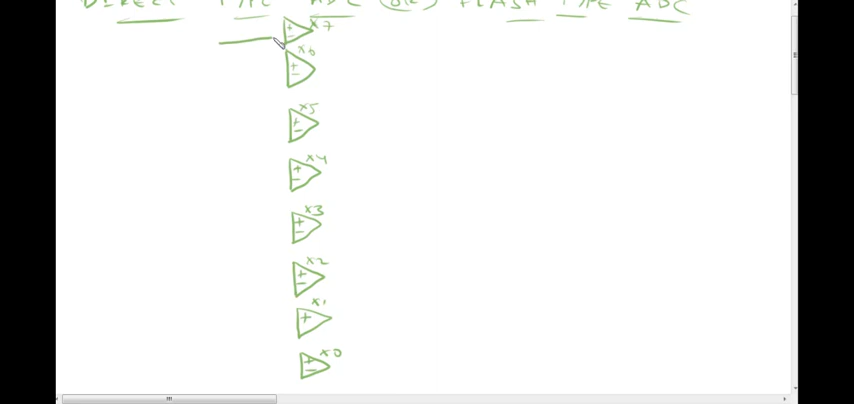 DIRECT TYPE ADC (OR) FLASH TYPE ADC
+ x7
-
x6
+
-
x5
+
-
x4
+
-
x3
+
-
x2
+
-
x1
+
x0
+
-